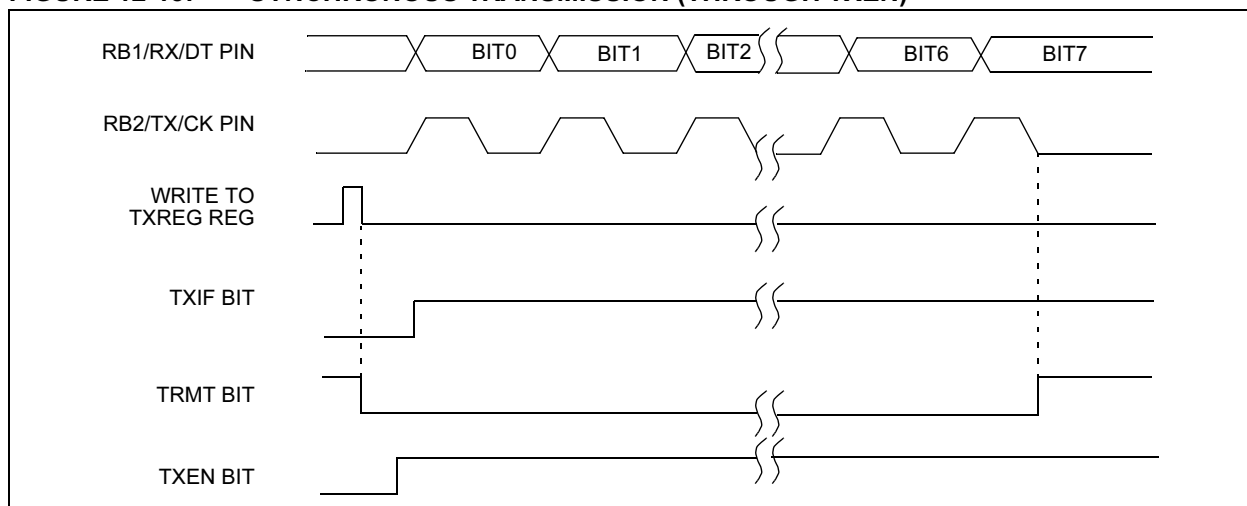 RB1/RX/DT PIN
BIT0 BIT1 BIT2 BIT6 BIT7
RB2/TX/CK PIN
WRITE TO
TXREG REG
TXIF BIT
TRMT BIT
TXEN BIT